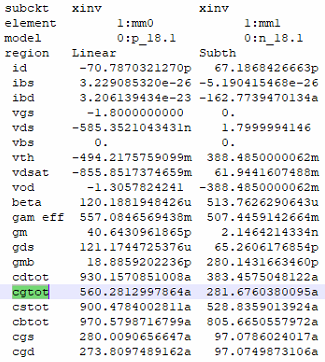 subckt xinv xinv
element 1:mm0 1:mm1
model 0:p_18.1 0:n_18.1
region Linear Subth
id -70.7870321270p 67.1868426663p
ibs 3.229085320e-26 -5.190415468e-26
ibd 3.206139434e-23 -162.7739470134a
vgs -1.8000000000 0.
vds -585.3521043431n 1.7999994146
vbs 0. 0.
vth -494.2175759099m 388.4850000062m
vdsat -855.8517374659m 61.9441607488m
vod -1.3057824241 -388.4850000062m
beta 120.1881948426u 513.7626290643u
gam eff 557.0846569438m 507.4459142664m
gm 40.6430961865p 2.1464214334n
gds 121.1744725376u 65.2606176854p
gmb 18.8859202236p 280.1431663460p
cdtot 930.1570851008a 383.4575048122a
cgtot 560.2812997864a 281.6760380095a
cstot 900.4784002811a 528.8359013924a
cbtot 970.5798716799a 805.6655057972a
cgs 280.0090656647a 97.0786024017a
cgd 273.8097489162a 97.0749873106a